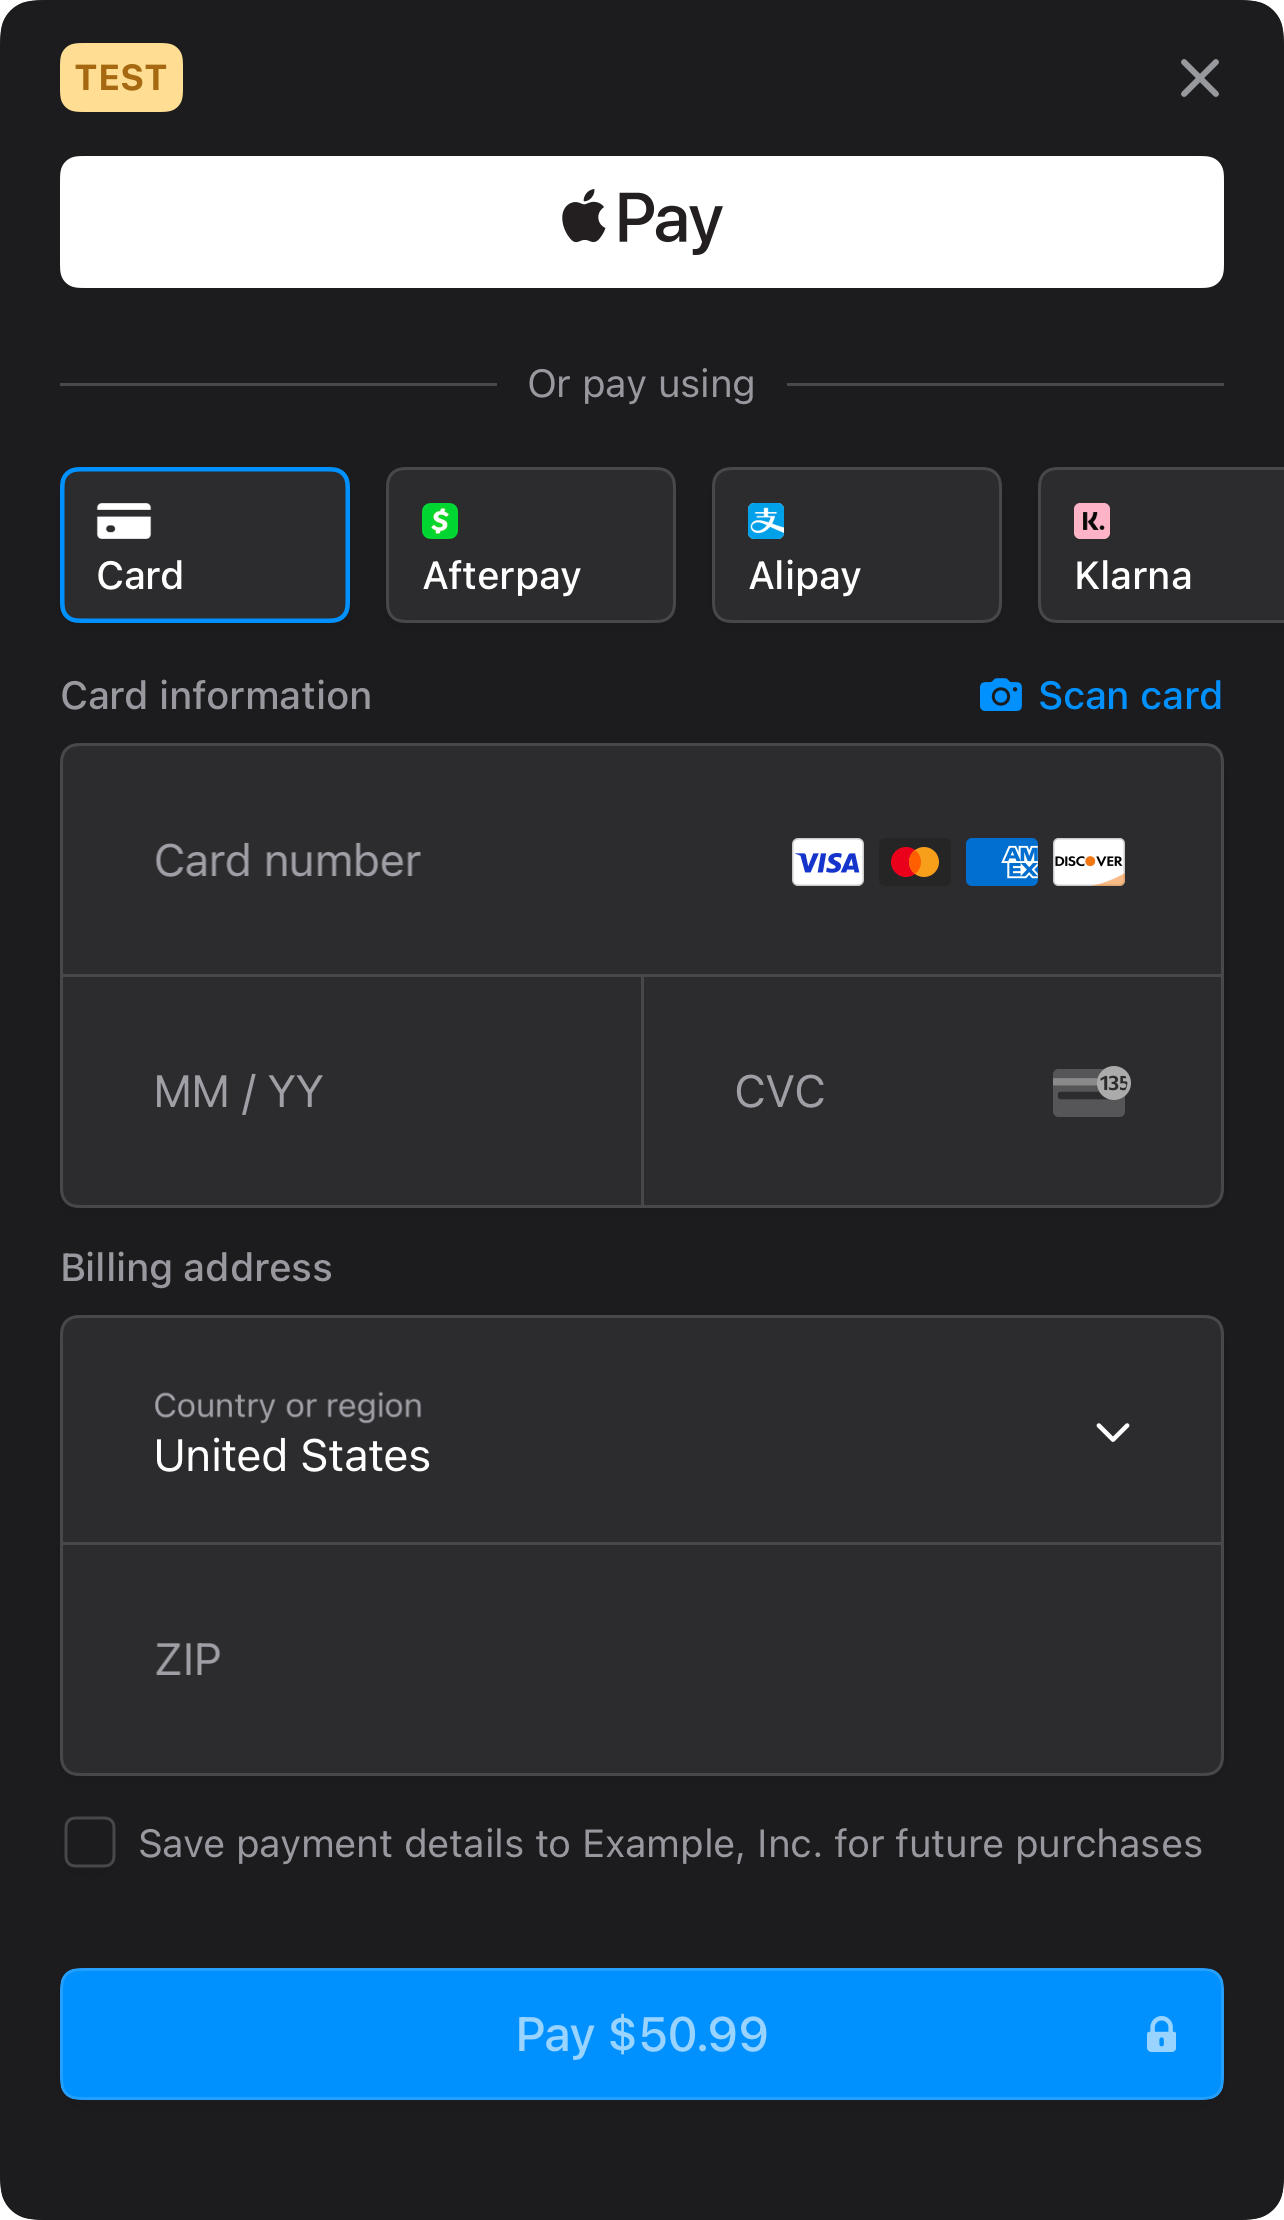 TEST
Pay
Or pay using
Card
Afterpay
Alipay
Klarna
Card information
Scan card
Card number
VISA
AM
EX
DISCOVER
MM / YY
CVC
135
Billing address
Country or region
United States
ZIP
Save payment details to Example, Inc. for future purchases
Pay $50.99